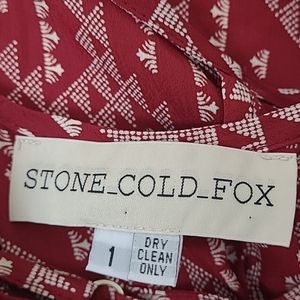 STONE_COLD_FOX
1
DRY
CLEAN
ONLY